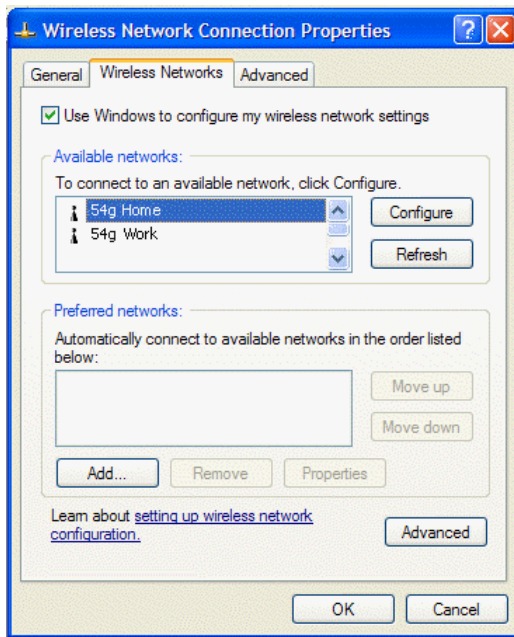 Wireless Network Connection Properties
General Wireless Networks Advanced
Use Windows to configure my wireless network settings
Available networks:
To connect to an available network, click Configure.
54g Home
54g Work
Configure
Refresh
Preferred networks:
Automatically connect to available networks in the order listed
below:
Move up
Move down
Add... Remove Properties
Learn about setting up wireless network
configuration.
Advanced
OK Cancel